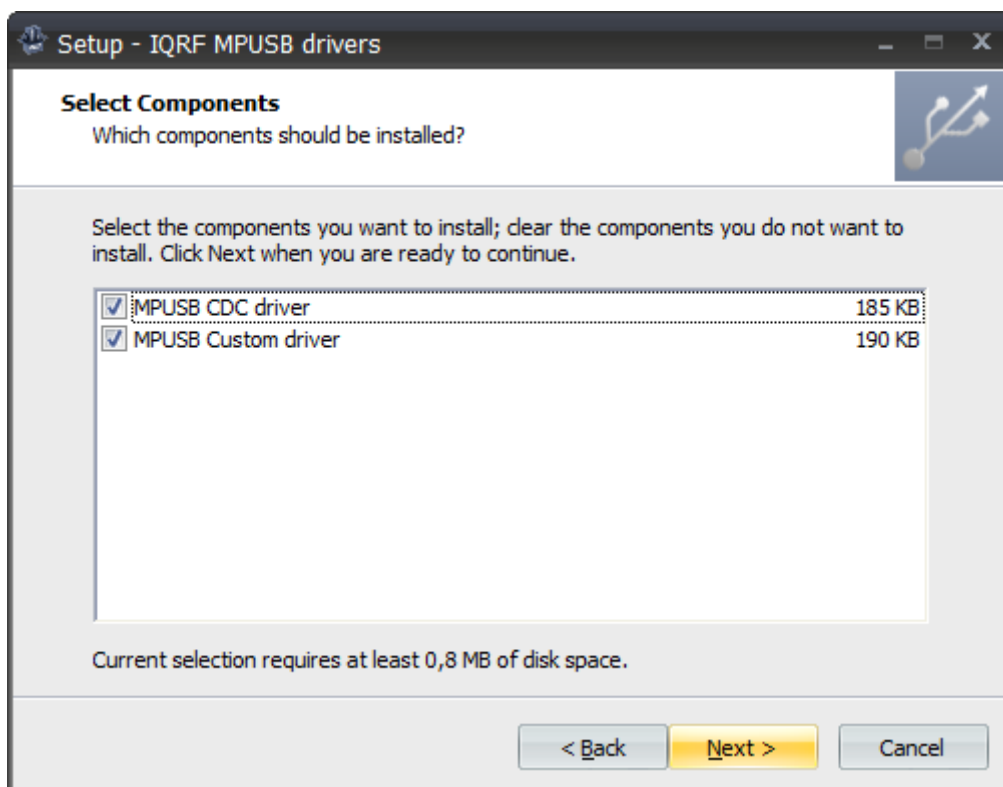 Setup - IQRF MPUSB drivers
Select Components
Which components should be installed?
Select the components you want to install; clear the components you do not want to
install. Click Next when you are ready to continue.
MPUSB CDC driver 185 KB
MPUSB Custom driver 190 KB
Current selection requires at least 0,8 MB of disk space.
< Back Next > Cancel